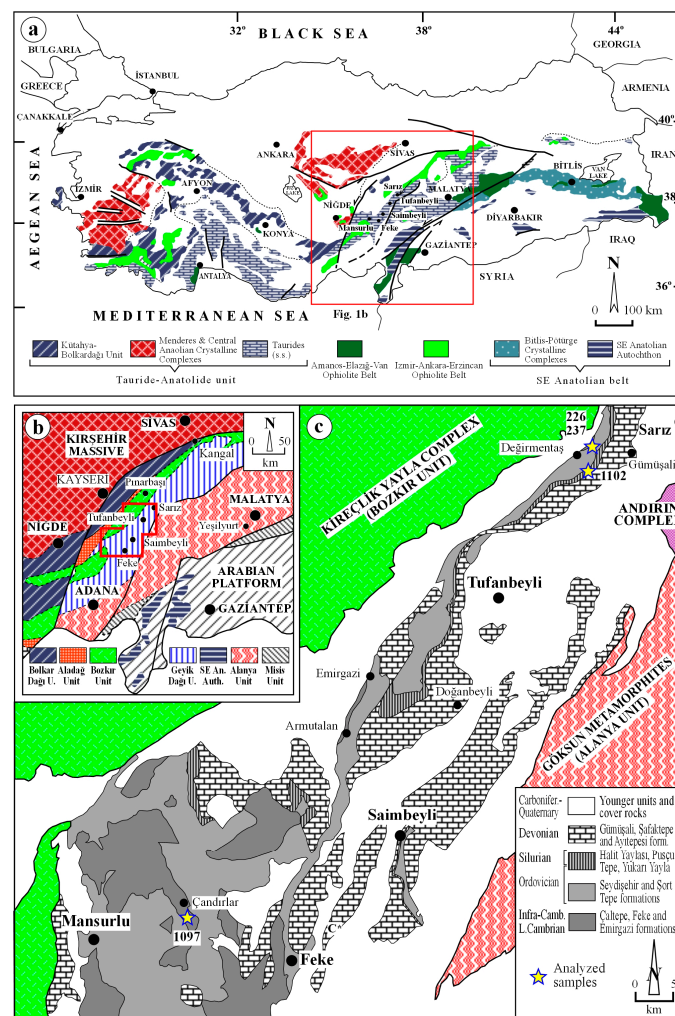 a
32°
BLACK SEA
38°
BULGARIA
GEORGIA
İSTANBUL
GREECE
ARMENIA
ÇANAKKALE
40°
ANKARA
SİVAS
IRAN
AEGEAN SEA
İZMİR
AFYON
Sarız
BİTLİS
VAN
LAKE
MALATYA
38
Tufanbeyli
NİĞDE
Saimbeyli
DİYARBAKIR
Mansurlu
Feke
KONYA
IRAQ
GAZİANTEP
ANTALYA
SYRIA
N
36°
MEDITERRANEAN SEA
Fig. 1b
0 100 km
Kütahya-
Bolkardağı Unit
Menderes & Central
Anaolian Crystalline
Complexes
Taurides
(s.s.)
Amanos-Elazığ-Van
Ophiolite Belt
Izmir-Ankara-Erzincan
Ophiolite Belt
Bitlis-Pötürge
Crystalline
Complexes
SE Anatolian
Autochthon
Tauride-Anatolide unit
SE Anatolian belt
b
SİVAS
N
0 50
km
KIRŞEHİR
MASSIVE
Kangal
KAYSERİ
Pınarbaşı
MALATYA
Tufanbeyli
Sarız
NİĞDE
Yeşilyurt
Saimbeyli
Feke
ARABIAN
PLATFORM
ADANA
GAZİANTEP
Bolkar
Dağı U.
Aladağ
Unit
Bozkır
Unit
Geyik
Dağı U.
SE An.
Auth.
Alanya
Unit
Misis
Unit
c
226
237
Sarız
Değirmentaş
Gümüşali
1102
KİREÇLİK YAYLA COMPLEX
(BOZKIR UNIT)
ANDIRIN
COMPLEX
Tufanbeyli
Emirgazi
Doğanbeyli
Armutalan
GÖKSUN METAMORPHITES
(ALANYA UNIT)
Saimbeyli
Çandırlar
Mansurlu
1097
Feke
Carbonifer.-
Quaternary
Younger units and
cover rocks
Devonian
Gümüşali, Şafaktepe
and Ayıtepesi form.
Silurian
Halit Yaylası, Pusçu
Tepe, Yukarı Yayla
Ordovician
Seydişehir and Şort
Tepe formations
Infra-Camb.
L.Cambrian
Çaltepe, Feke and
Emirgazi formations
Analyzed
samples
N
0 5
km